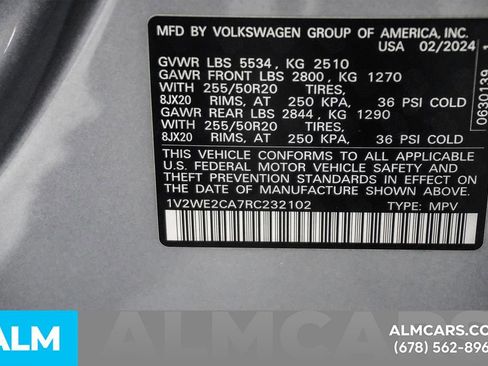 MFD BY VOLKSWAGEN GROUP OF AMERICA, INC.
USA 02/2024
GVWR LBS 5534, KG 2510
GAWR FRONT LBS 2800, KG 1270
WITH 255/50R20 TIRES,
8JX20 RIMS, AT 250 KPA, 36 PSI COLD
GAWR REAR LBS 2844, KG 1290
WITH 255/50R20 TIRES,
8JX20 RIMS, AT 250 KPA, 36 PSI COLD
THIS VEHICLE CONFORMS TO ALL APPLICABLE
U.S. FEDERAL MOTOR VEHICLE SAFETY, BUMPER AND
THEFT PREVENTION STANDARDS IN EFFECT ON THE
DATE OF MANUFACTURE SHOWN ABOVE.
1V2WE2CA7RC232102 TYPE: MPV
0630139
ALM
ALMCARS
ALMCARS.CO
(678) 562-896